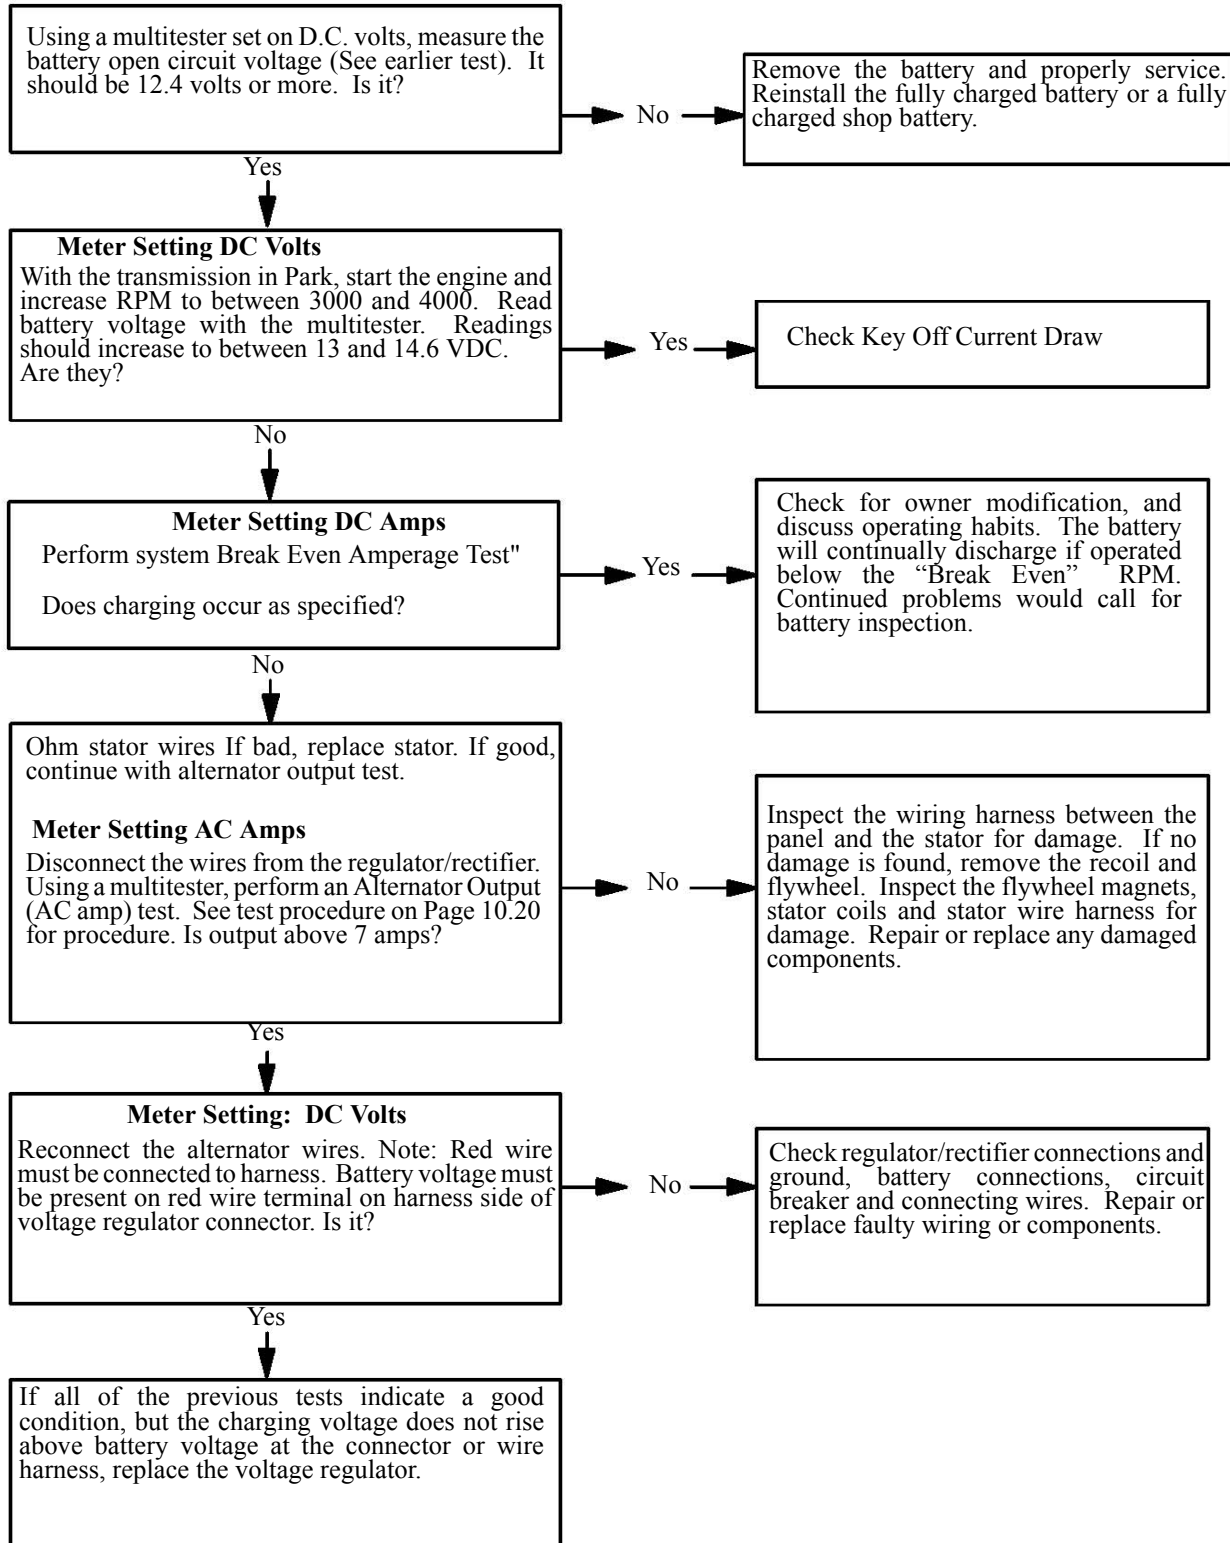 Using a multitester set on D.C. volts, measure the
battery open circuit voltage (See earlier test). It
should be 12.4 volts or more. Is it?
No
Remove the battery and properly service.
Reinstall the fully charged battery or a fully
charged shop battery.
Yes
Meter Setting DC Volts
With the transmission in Park, start the engine and
increase RPM to between 3000 and 4000. Read
battery voltage with the multitester. Readings
should increase to between 13 and 14.6 VDC.
Are they?
Yes
Check Key Off Current Draw
No
Meter Setting DC Amps
Perform system Break Even Amperage Test"
Does charging occur as specified?
Yes
Check for owner modification, and
discuss operating habits. The battery
will continually discharge if operated
below the “Break Even” RPM.
Continued problems would call for
battery inspection.
No
Ohm stator wires If bad, replace stator. If good,
continue with alternator output test.
Meter Setting AC Amps
Disconnect the wires from the regulator/rectifier.
Using a multitester, perform an Alternator Output
(AC amp) test. See test procedure on Page 10.20
for procedure. Is output above 7 amps?
No
Inspect the wiring harness between the
panel and the stator for damage. If no
damage is found, remove the recoil and
flywheel. Inspect the flywheel magnets,
stator coils and stator wire harness for
damage. Repair or replace any damaged
components.
Yes
Meter Setting: DC Volts
Reconnect the alternator wires. Note: Red wire
must be connected to harness. Battery voltage must
be present on red wire terminal on harness side of
voltage regulator connector. Is it?
No
Check regulator/rectifier connections and
ground, battery connections, circuit
breaker and connecting wires. Repair or
replace faulty wiring or components.
Yes
If all of the previous tests indicate a good
condition, but the charging voltage does not rise
above battery voltage at the connector or wire
harness, replace the voltage regulator.